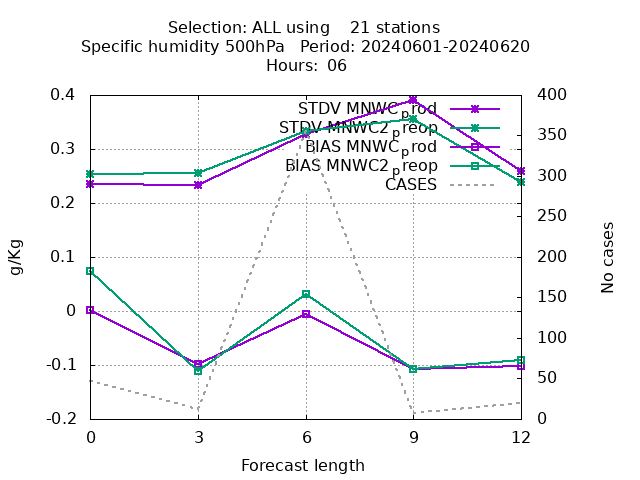 Selection: ALL using    21 stations
Specific humidity 500hPa   Period: 20240601-20240620
Hours:  06
STDV MNWC_prod
STDV MNWC2_preop
BIAS MNWC_prod
BIAS MNWC2_preop
CASES
0.4
0.3
0.2
0.1
0
-0.1
-0.2
400
350
300
250
200
150
100
50
0
g/Kg
No cases
0 3 6 9 12
Forecast length